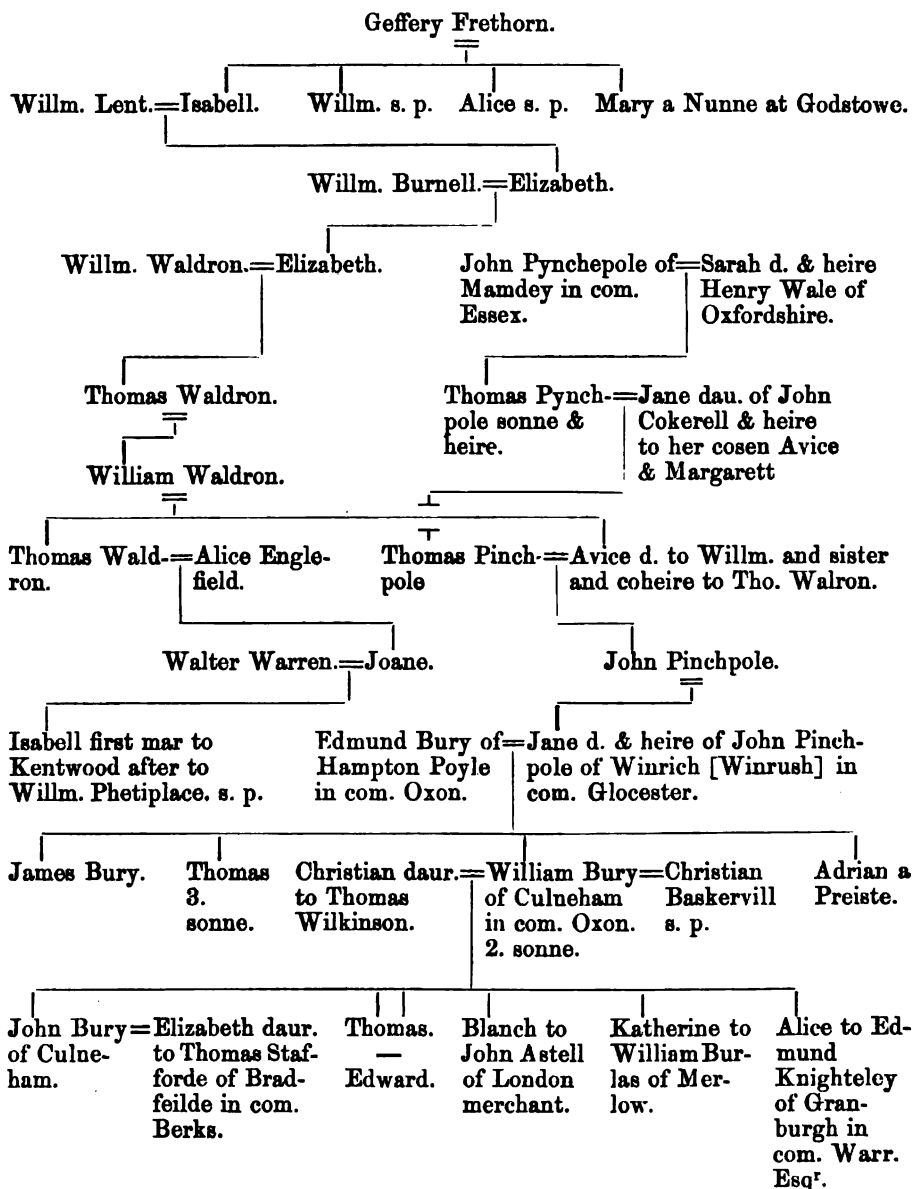 Geffery Frethorn.
Willm. Lent.=Isabell. Willm. s. p. Alice s. p. Mary a Nunne at Godstowe.
Willm. Burnell.=Elizabeth.
Willm. Waldron.=Elizabeth.
John Pynchepole of=Sarah d. & heire
Mamdey in com. Henry Wale of
Essex. Oxfordshire.
Thomas Waldron.
Thomas Pynch-=Jane dau. of John
pole sonne & Cokerell & heire
heire. to her cosen Avice
& Margarett
William Waldron.
Thomas Wald-=Alice Engle-
ron. field.
Thomas Pinch-=Avice d. to Willm. and sister
pole and coheire to Tho. Walron.
Walter Warren.=Joane.
John Pinchpole.
Isabell first mar to
Kentwood after to
Willm. Phetiplace. s. p.
Edmund Bury of=Jane d. & heire of John Pinch-
Hampton Poyle pole of Winrich [Winrush] in
in com. Oxon. com. Glocester.
James Bury.
Thomas
3.
sonne.
Christian daur.=William Bury=Christian
to Thomas of Culneham Baskervill
Wilkinson. in com. Oxon. s. p.
2. sonne.
Adrian a
Preiste.
John Bury=Elizabeth daur.
of Culne- to Thomas Staf-
ham. forde of Brad-
feilde in com.
Berks.
Thomas.
—
Edward.
Blanch to
John Astell
of London
merchant.
Katherine to
William Bur-
las of Mer-
low.
Alice to Ed-
mund
Knighteley
of Gran-
burgh in
com. Warr.
Esqʳ.